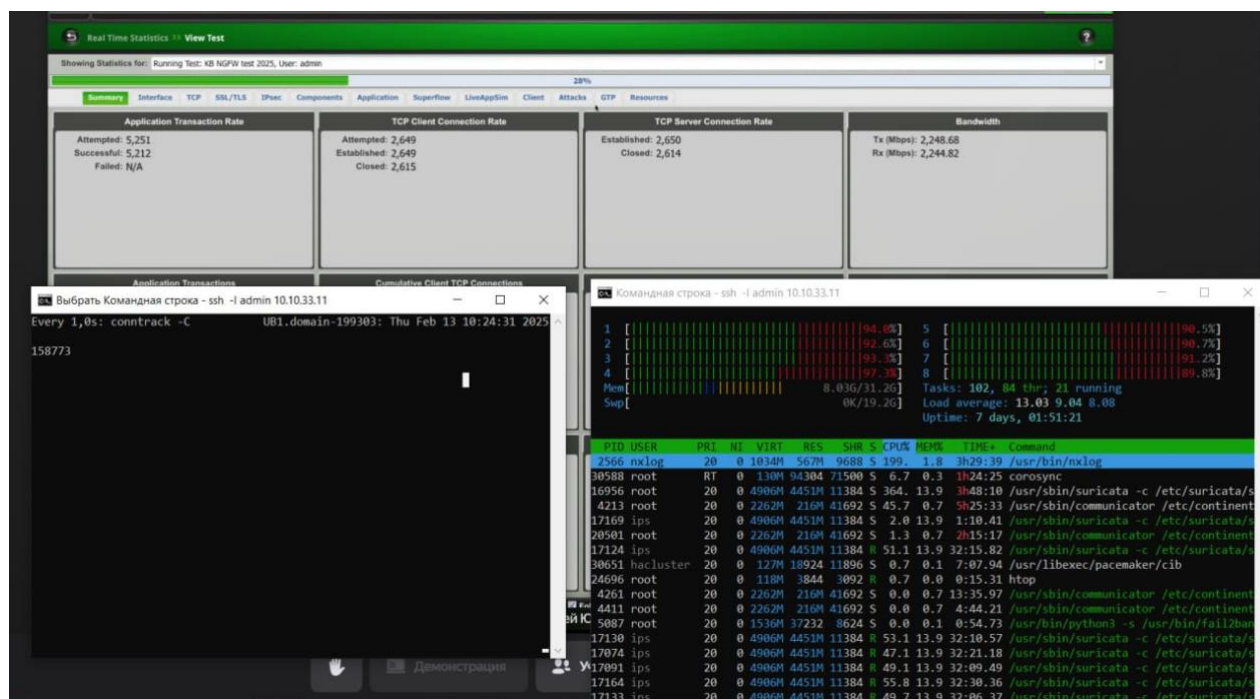 Real Time Statistics >> View Test
Showing Statistics for: Running Test: KB NGFW test 2025, User: admin
28%
Summary Interface TCP SSL/TLS IPsec Components Application Superflow LiveAppSim Client Attacks GTP Resources
Application Transaction Rate
Attempted: 5,251
Successful: 5,212
Failed: N/A
TCP Client Connection Rate
Attempted: 2,649
Established: 2,649
Closed: 2,615
TCP Server Connection Rate
Established: 2,650
Closed: 2,614
Bandwidth
Tx (Mbps): 2,248.68
Rx (Mbps): 2,244.82
Application Transactions
Cumulative Client TCP Connections
Выбрать Командная строка - ssh -l admin 10.10.33.11
Every 1,0s: conntrack -C UB1.domain-199303: Thu Feb 13 10:24:31 2025
158773
Демонстрация
Командная строка - ssh -l admin 10.10.33.11
1 [94.0%] 5 [90.5%]
2 [92.6%] 6 [90.7%]
3 [93.3%] 7 [91.2%]
4 [97.3%] 8 [89.8%]
Mem[8.03G/31.2G] Tasks: 102, 84 thr; 21 running
Swp[0K/19.2G] Load average: 13.03 9.04 8.08
Uptime: 7 days, 01:51:21
PID USER PRI NI VIRT RES SHR S CPU% MEM% TIME+ Command
2566 nxlog 20 0 1034M 567M 9688 S 199. 1.8 3h29:39 /usr/bin/nxlog
30588 root RT 0 130M 94304 71500 S 6.7 0.3 1h24:25 corosync
16956 root 20 0 4906M 4451M 11384 S 364. 13.9 3h48:10 /usr/sbin/suricata -c /etc/suricata/s
4213 root 20 0 2262M 216M 41692 S 45.7 0.7 5h25:33 /usr/sbin/communicator /etc/continent
17169 ips 20 0 4906M 4451M 11384 S 2.0 13.9 1:10.41 /usr/sbin/suricata -c /etc/suricata/s
20501 root 20 0 2262M 216M 41692 S 1.3 0.7 2h15:17 /usr/sbin/communicator /etc/continent
17124 ips 20 0 4906M 4451M 11384 R 51.1 13.9 32:15.82 /usr/sbin/suricata -c /etc/suricata/s
30651 hacluster 20 0 127M 18924 11896 S 0.7 0.1 7:07.94 /usr/libexec/pacemaker/cib
24696 root 20 0 118M 3844 3092 R 0.7 0.0 0:15.31 htop
4261 root 20 0 2262M 216M 41692 S 0.0 0.7 13:35.97 /usr/sbin/communicator /etc/continent
4411 root 20 0 2262M 216M 41692 S 0.0 0.7 4:44.21 /usr/sbin/communicator /etc/continent
5087 root 20 0 1536M 37232 8624 S 0.0 0.1 0:54.73 /usr/bin/python3 -s /usr/bin/fail2ban
17130 ips 20 0 4906M 4451M 11384 R 53.1 13.9 32:10.57 /usr/sbin/suricata -c /etc/suricata/s
17074 ips 20 0 4906M 4451M 11384 R 47.1 13.9 32:21.18 /usr/sbin/suricata -c /etc/suricata/s
17091 ips 20 0 4906M 4451M 11384 R 49.1 13.9 32:09.49 /usr/sbin/suricata -c /etc/suricata/s
17164 ips 20 0 4906M 4451M 11384 R 55.8 13.9 32:30.36 /usr/sbin/suricata -c /etc/suricata/s
17133 ips 20 0 4906M 4451M 11384 R 49.7 13.9 32:06.37 /usr/sbin/suricata -c /etc/suricata/s